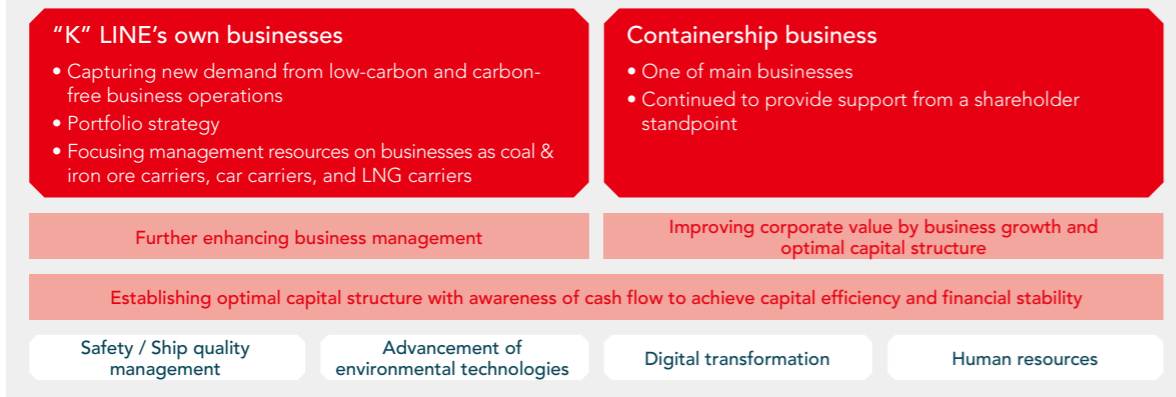 “K” LINE’s own businesses
• Capturing new demand from low-carbon and carbon-
free business operations
• Portfolio strategy
• Focusing management resources on businesses as coal &
iron ore carriers, car carriers, and LNG carriers
Containership business
• One of main businesses
• Continued to provide support from a shareholder
standpoint
Further enhancing business management
Improving corporate value by business growth and
optimal capital structure
Establishing optimal capital structure with awareness of cash flow to achieve capital efficiency and financial stability
Safety / Ship quality
management
Advancement of
environmental technologies
Digital transformation
Human resources